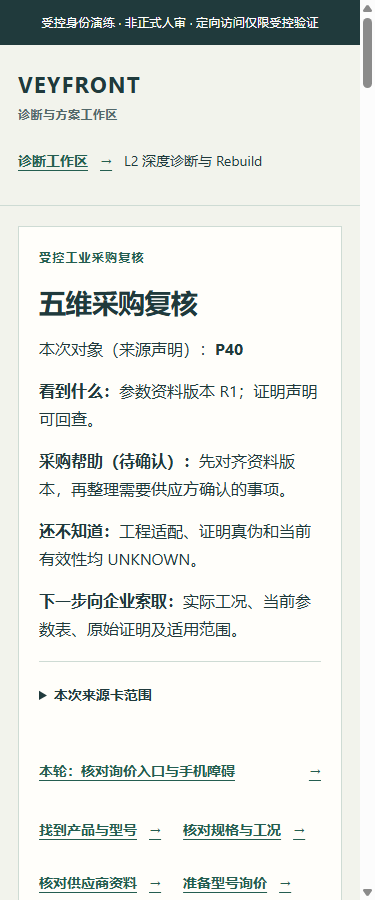 受控身份演练 · 非正式人审 · 定向访问仅限受控验证
VEYFRONT
诊断与方案工作区
诊断工作区 → L2 深度诊断与 Rebuild
受控工业采购复核
五维采购复核
本次对象（来源声明）：P40
看到什么：参数资料版本 R1；证明声明
可回查。
采购帮助（待确认）：先对齐资料版
本，再整理需要供应方确认的事项。
还不知道：工程适配、证明真伪和当前
有效性均 UNKNOWN。
下一步向企业索取：实际工况、当前参
数表、原始证明及适用范围。
▶ 本次来源卡范围
本轮：核对询价入口与手机障碍 →
找到产品与型号 → 核对规格与工况 →
核对供应商资料 → 准备型号询价 →